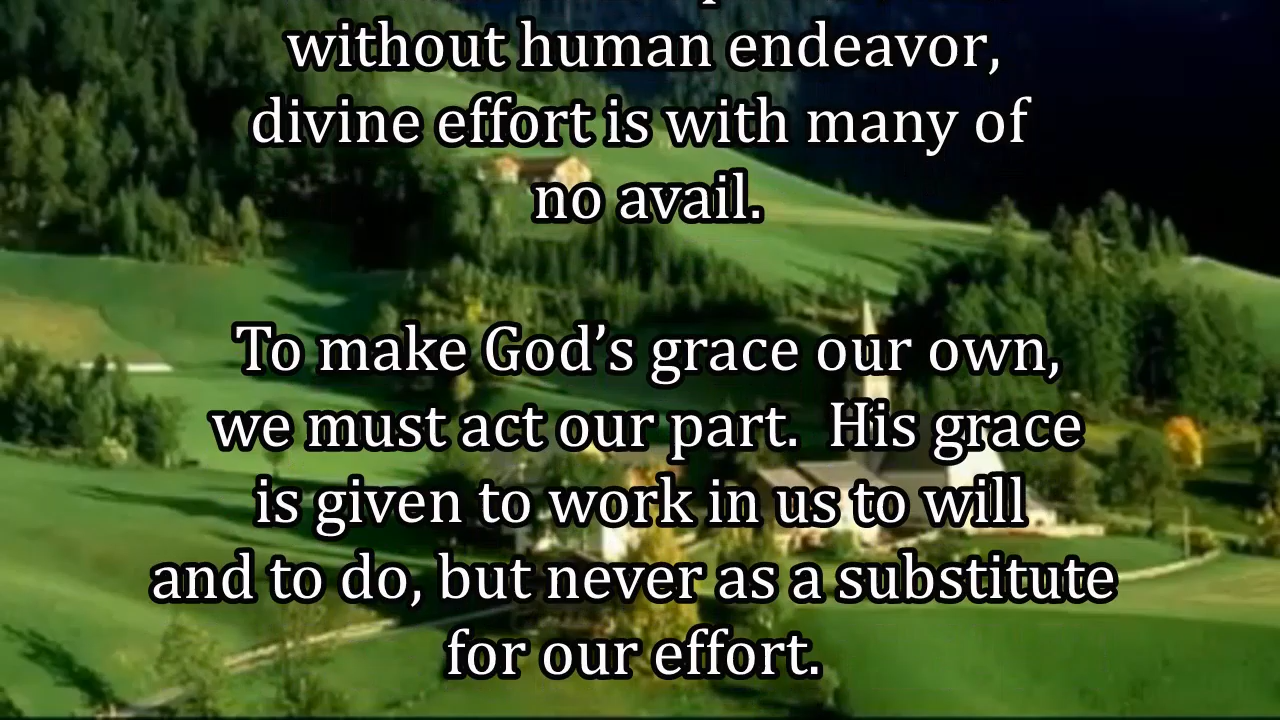 without human endeavor,
divine effort is with many of
no avail.
To make God’s grace our own,
we must act our part.  His grace
is given to work in us to will
and to do, but never as a substitute
for our effort.